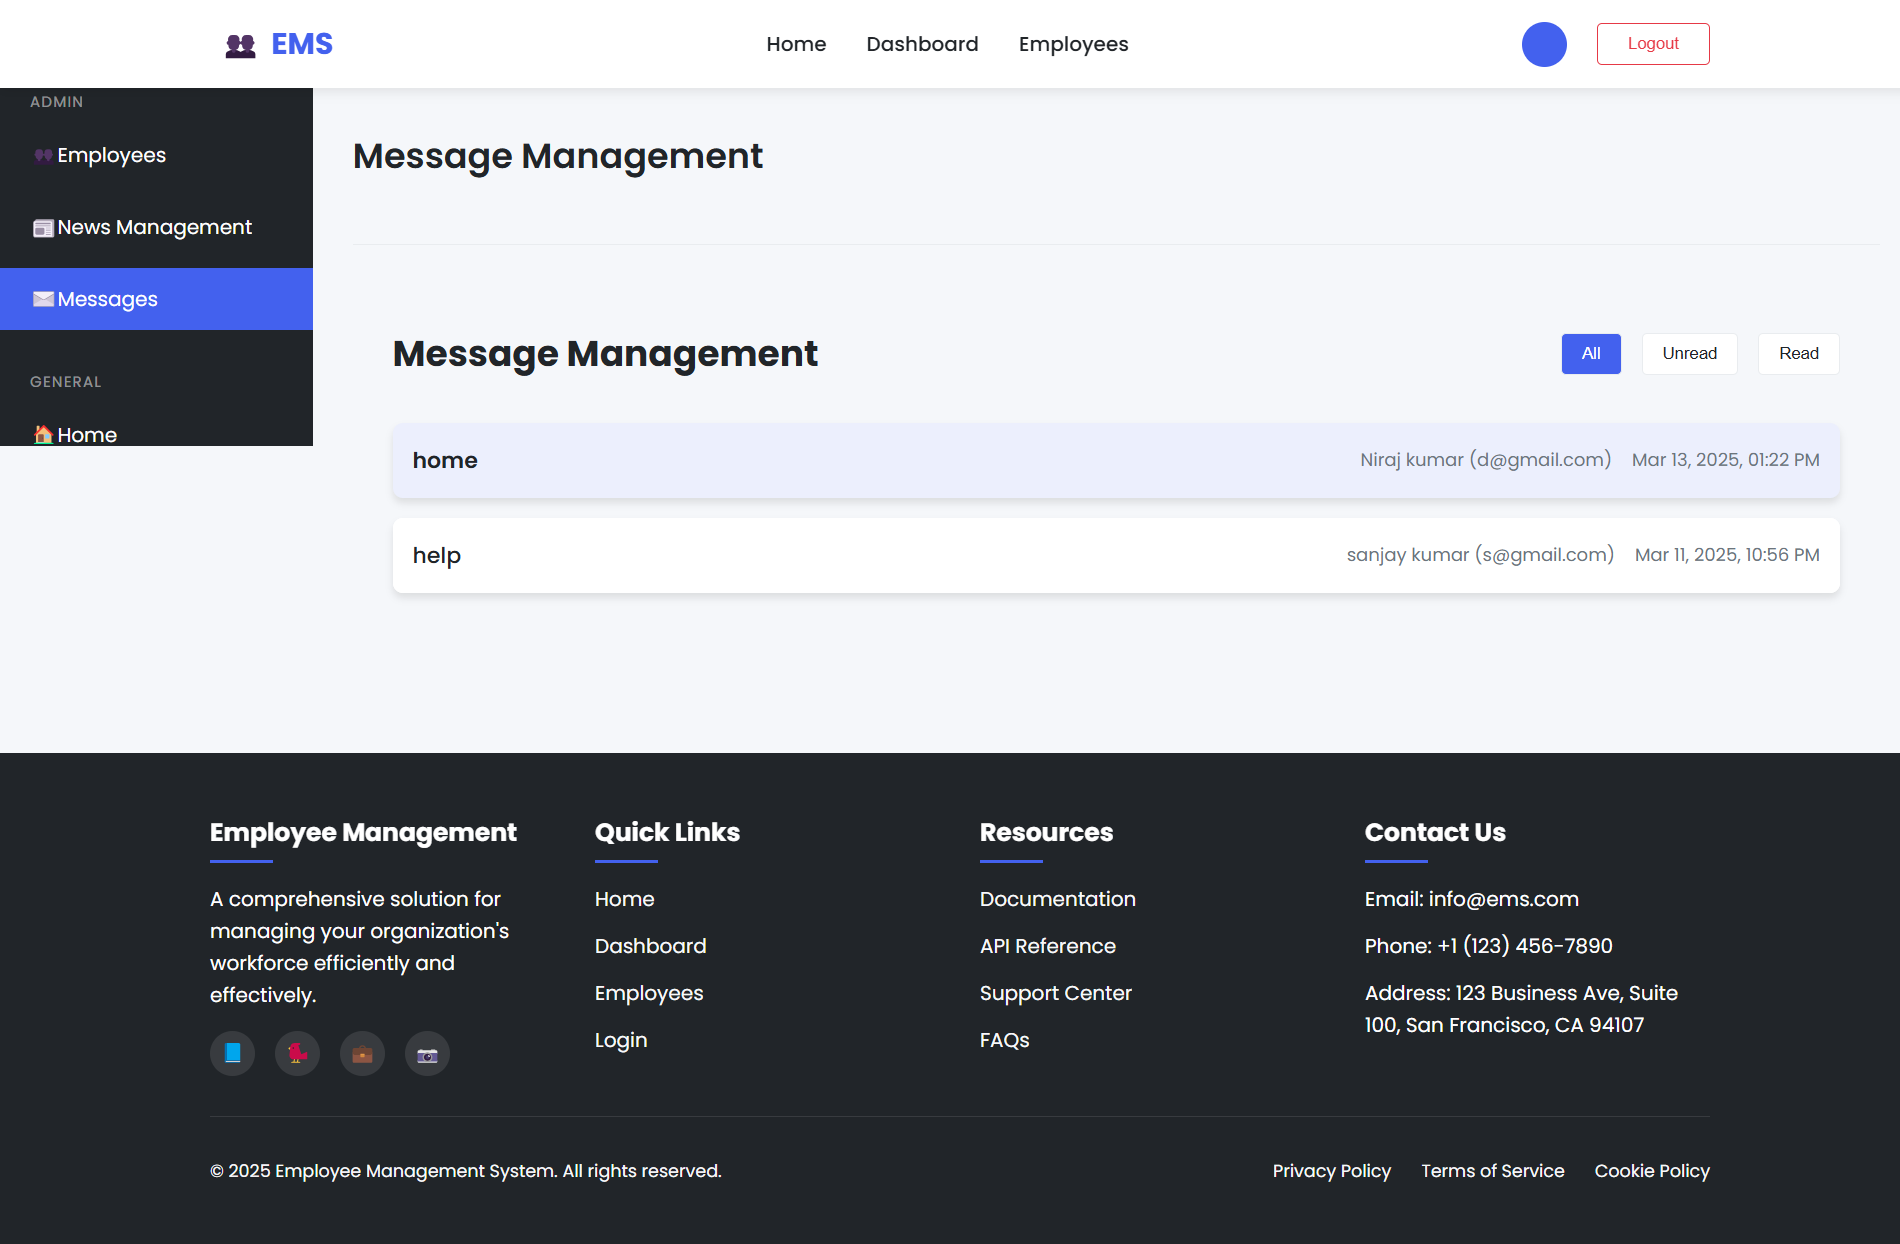 EMS
Home
Dashboard
Employees
Logout
ADMIN
Employees
News Management
Messages
GENERAL
Home
Message Management
Message Management
All
Unread
Read
home
Niraj kumar (d@gmail.com)
Mar 13, 2025, 01:22 PM
help
sanjay kumar (s@gmail.com)
Mar 11, 2025, 10:56 PM
Employee Management
A comprehensive solution for
managing your organization's
workforce efficiently and
effectively.
Quick Links
Home
Dashboard
Employees
Login
Resources
Documentation
API Reference
Support Center
FAQs
Contact Us
Email: info@ems.com
Phone: +1 (123) 456-7890
Address: 123 Business Ave, Suite
100, San Francisco, CA 94107
© 2025 Employee Management System. All rights reserved.
Privacy Policy
Terms of Service
Cookie Policy